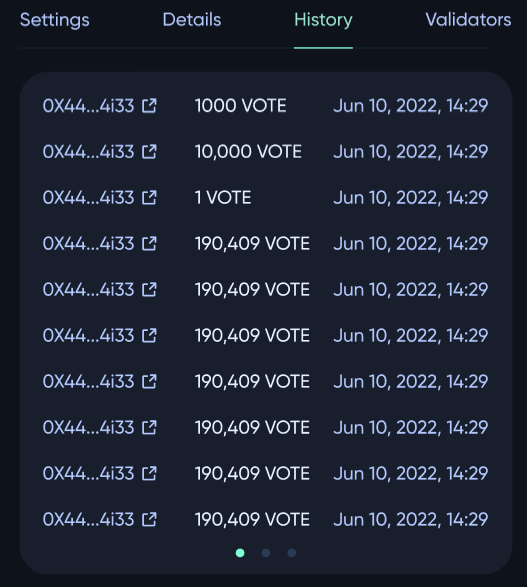 Settings Details History Validators
0X44...4i33 1000 VOTE Jun 10, 2022, 14:29
0X44...4i33 10,000 VOTE Jun 10, 2022, 14:29
0X44...4i33 1 VOTE Jun 10, 2022, 14:29
0X44...4i33 190,409 VOTE Jun 10, 2022, 14:29
0X44...4i33 190,409 VOTE Jun 10, 2022, 14:29
0X44...4i33 190,409 VOTE Jun 10, 2022, 14:29
0X44...4i33 190,409 VOTE Jun 10, 2022, 14:29
0X44...4i33 190,409 VOTE Jun 10, 2022, 14:29
0X44...4i33 190,409 VOTE Jun 10, 2022, 14:29
0X44...4i33 190,409 VOTE Jun 10, 2022, 14:29